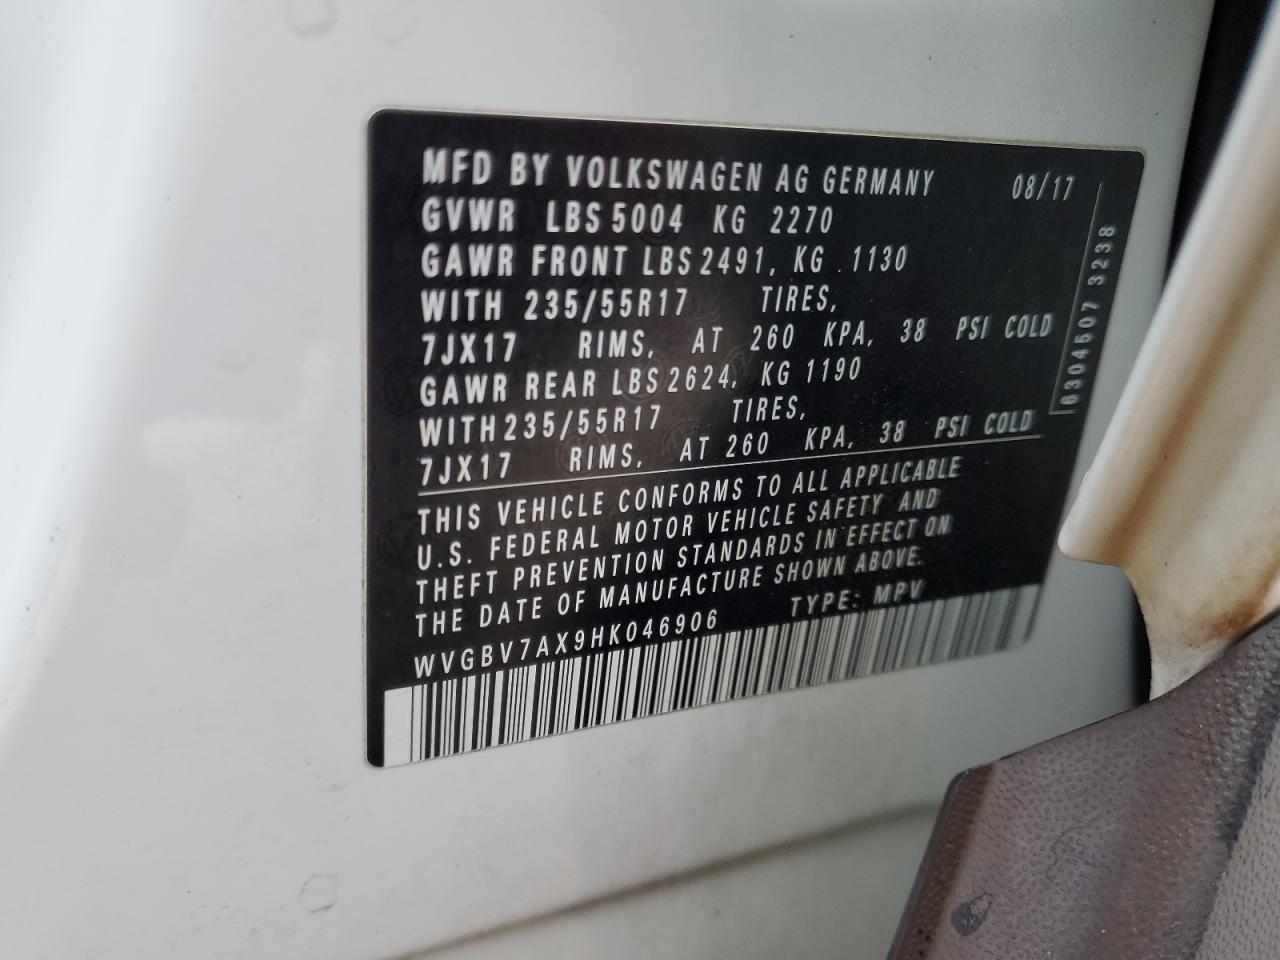 MFD BY VOLKSWAGEN AG GERMANY 08/17
GVWR LBS 5004 KG 2270
GAWR FRONT LBS 2491, KG 1130
WITH 235/55R17 TIRES,
7JX17 RIMS, AT 260 KPA, 38 PSI COLD
GAWR REAR LBS 2624, KG 1190
WITH 235/55R17 TIRES,
7JX17 RIMS, AT 260 KPA, 38 PSI COLD
THIS VEHICLE CONFORMS TO ALL APPLICABLE
U.S. FEDERAL MOTOR VEHICLE SAFETY AND
THEFT PREVENTION STANDARDS IN EFFECT ON
THE DATE OF MANUFACTURE SHOWN ABOVE.
WVGBV7AX9HK046906 TYPE: MPV
6304507 3238